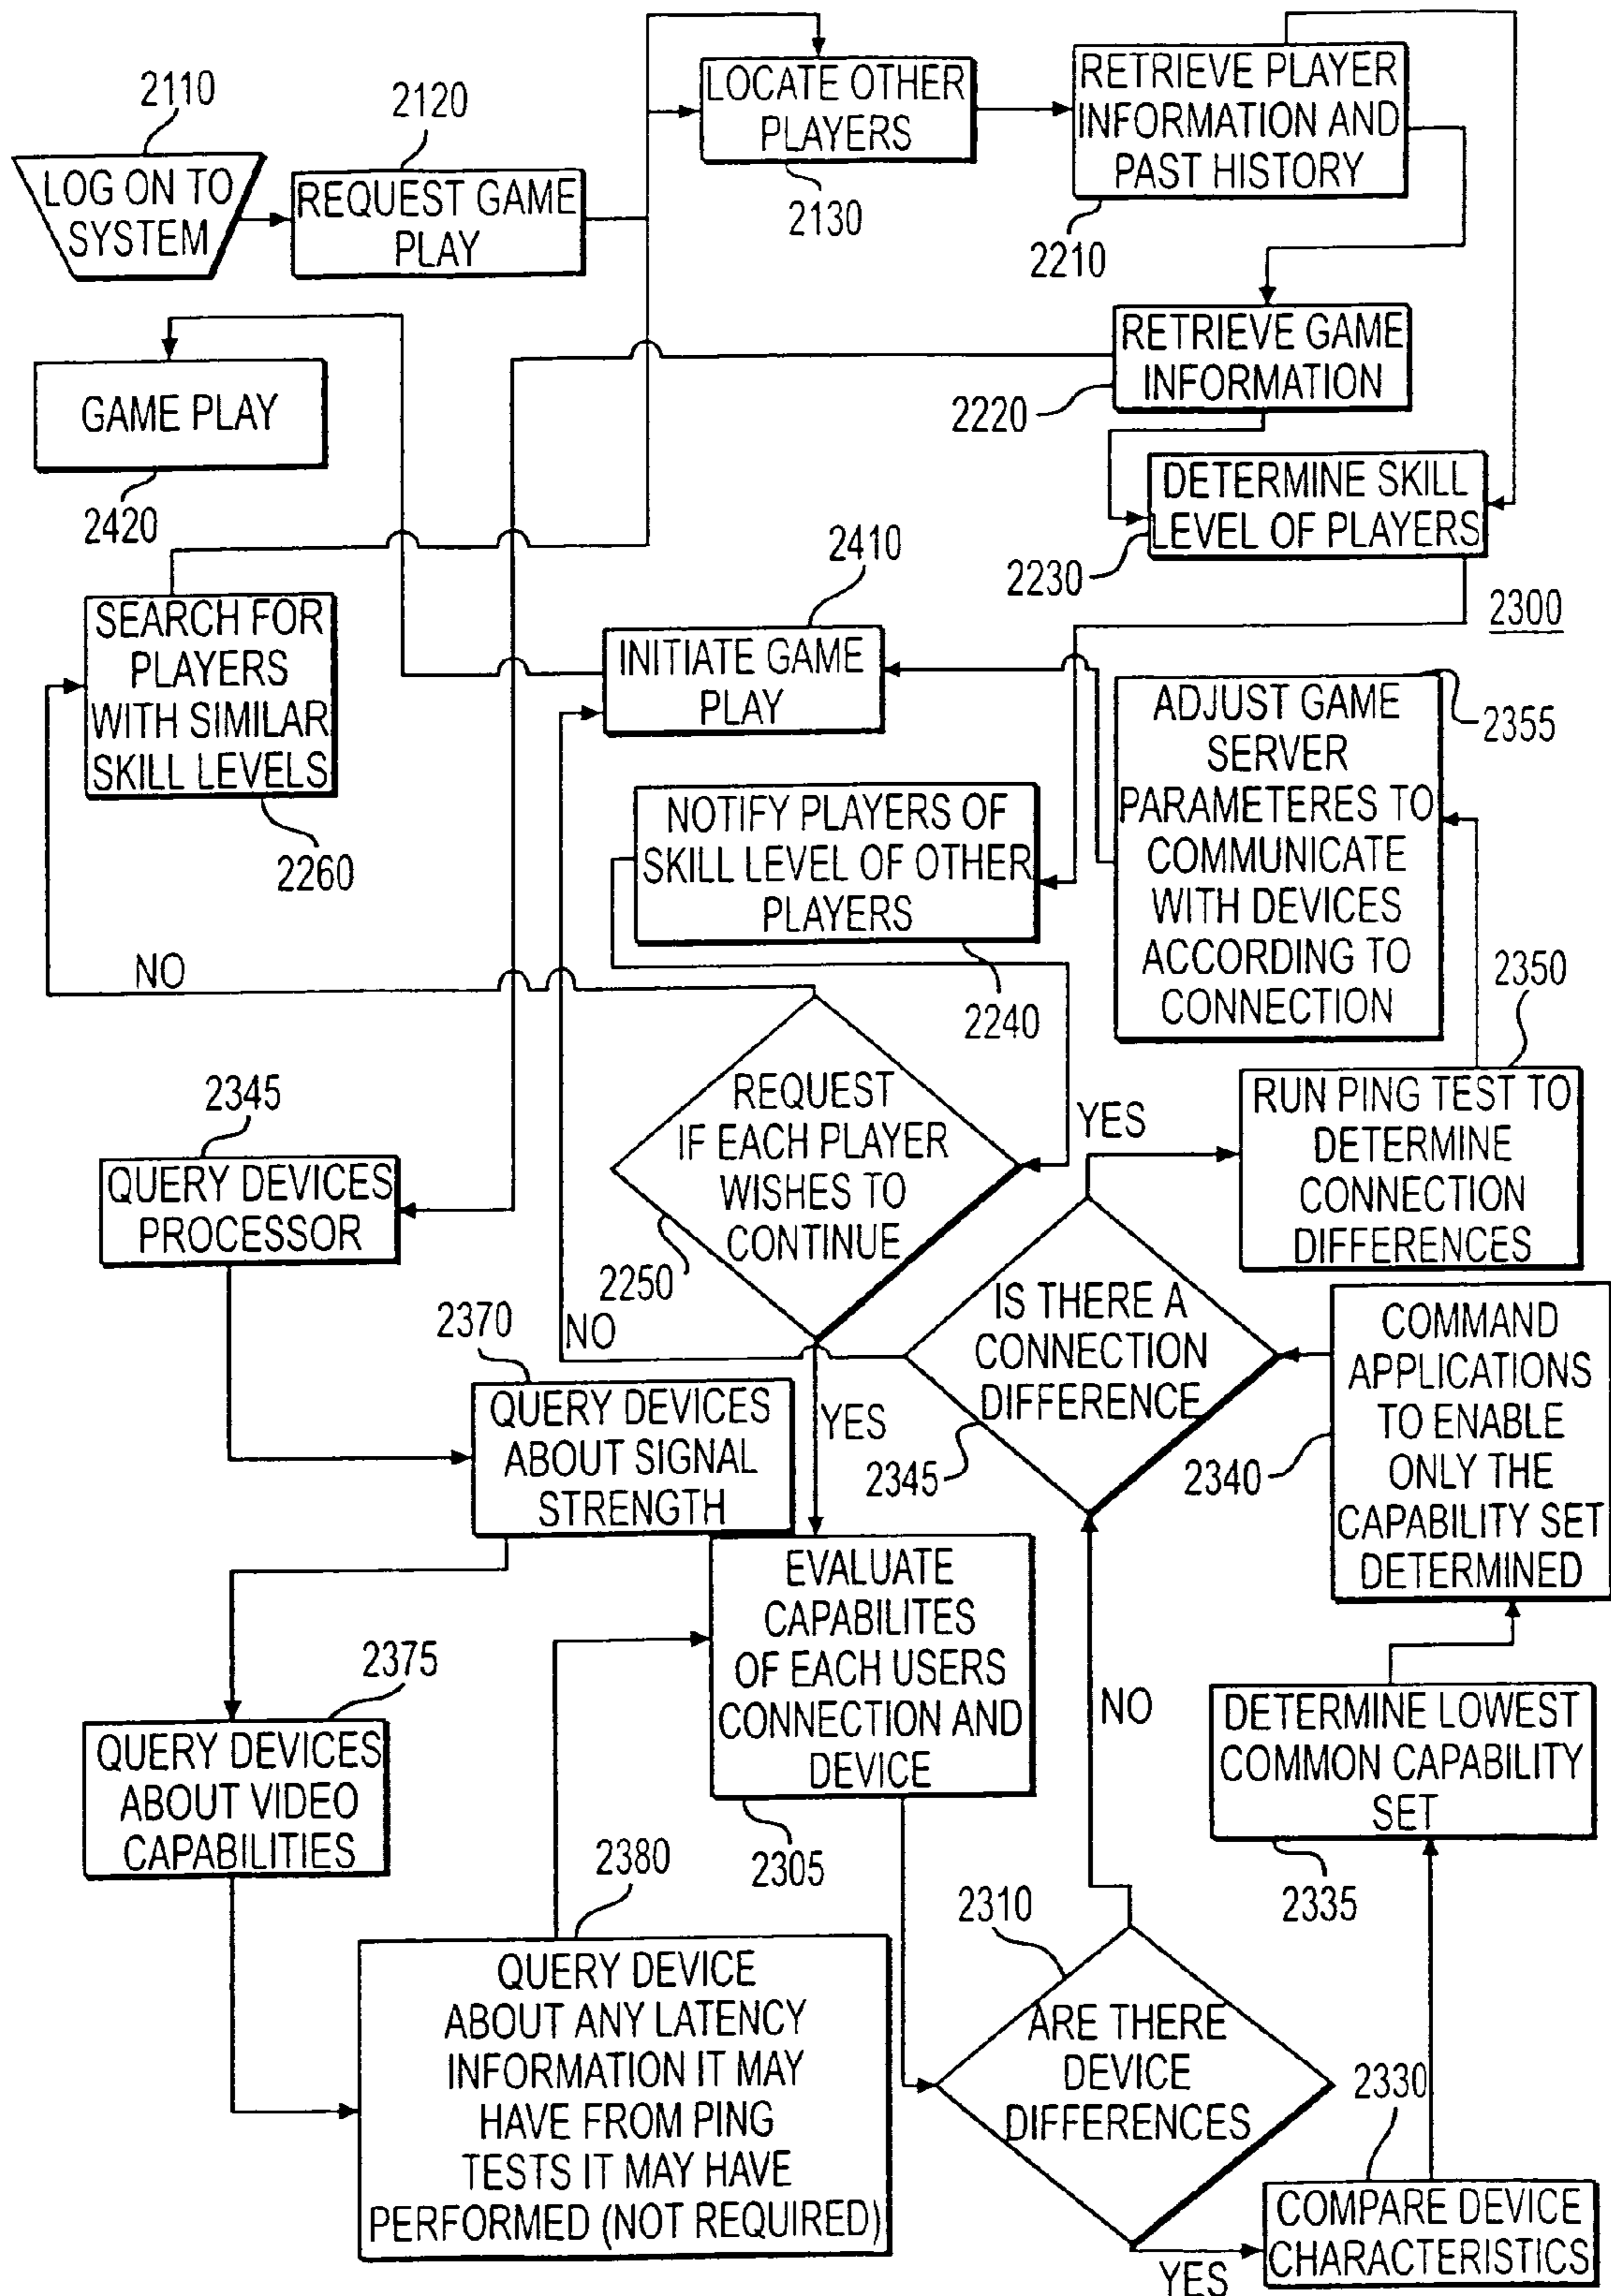 2110
LOG ON TO
SYSTEM
2120
REQUEST GAME
PLAY
LOCATE OTHER
PLAYERS
2130
RETRIEVE PLAYER
INFORMATION AND
PAST HISTORY
2210
RETRIEVE GAME
INFORMATION
2220
GAME PLAY
2420
DETERMINE SKILL
LEVEL OF PLAYERS
2230
2300
SEARCH FOR
PLAYERS
WITH SIMILAR
SKILL LEVELS
2260
2410
INITIATE GAME
PLAY
ADJUST GAME
SERVER
PARAMETERES TO
COMMUNICATE
WITH DEVICES
ACCORDING TO
CONNECTION
2355
NOTIFY PLAYERS OF
SKILL LEVEL OF OTHER
PLAYERS
2240
NO
REQUEST
IF EACH PLAYER
WISHES TO
CONTINUE
2250
2350
RUN PING TEST TO
DETERMINE
CONNECTION
DIFFERENCES
YES
2345
QUERY DEVICES
PROCESSOR
NO
IS THERE A
CONNECTION
DIFFERENCE
2345
COMMAND
APPLICATIONS
TO ENABLE
ONLY THE
CAPABILITY SET
DETERMINED
2340
2370
QUERY DEVICES
ABOUT SIGNAL
STRENGTH
YES
EVALUATE
CAPABILITES
OF EACH USERS
CONNECTION AND
DEVICE
2305
2375
QUERY DEVICES
ABOUT VIDEO
CAPABILITIES
NO
DETERMINE LOWEST
COMMON CAPABILITY
SET
2335
2380
QUERY DEVICE
ABOUT ANY LATENCY
INFORMATION IT MAY
HAVE FROM PING
TESTS IT MAY HAVE
PERFORMED (NOT REQUIRED)
2310
ARE THERE
DEVICE
DIFFERENCES
YES
2330
COMPARE DEVICE
CHARACTERISTICS